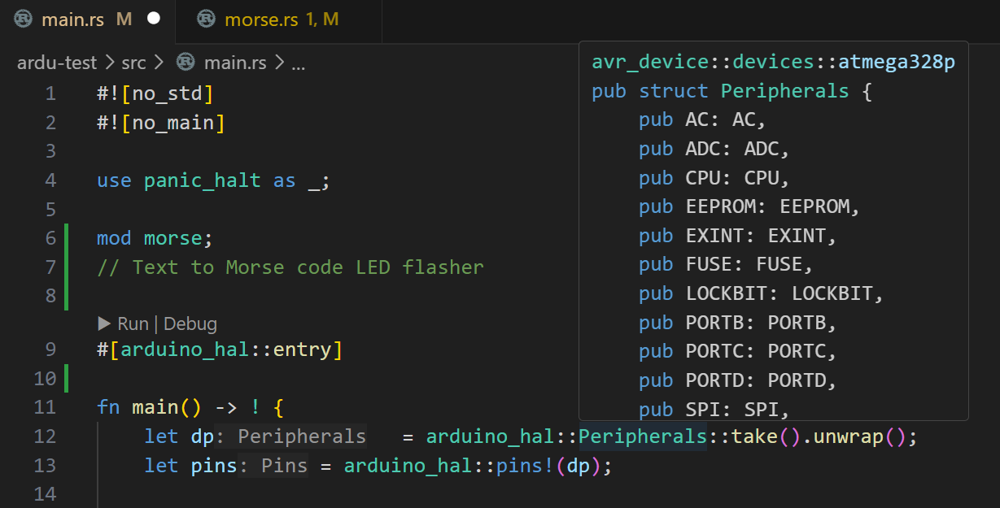 main.rs M
morse.rs 1, M
ardu-test > src > main.rs > ...
1 #![no_std]
2 #![no_main]
3
4 use panic_halt as _;
5
6 mod morse;
7 // Text to Morse code LED flasher
8
Run | Debug
9 #[arduino_hal::entry]
10
11 fn main() -> ! {
12 let dp: Peripherals = arduino_hal::Peripherals::take().unwrap();
13 let pins: Pins = arduino_hal::pins!(dp);
14
avr_device::devices::atmega328p
pub struct Peripherals {
pub AC: AC,
pub ADC: ADC,
pub CPU: CPU,
pub EEPROM: EEPROM,
pub EXINT: EXINT,
pub FUSE: FUSE,
pub LOCKBIT: LOCKBIT,
pub PORTB: PORTB,
pub PORTC: PORTC,
pub PORTD: PORTD,
pub SPI: SPI,